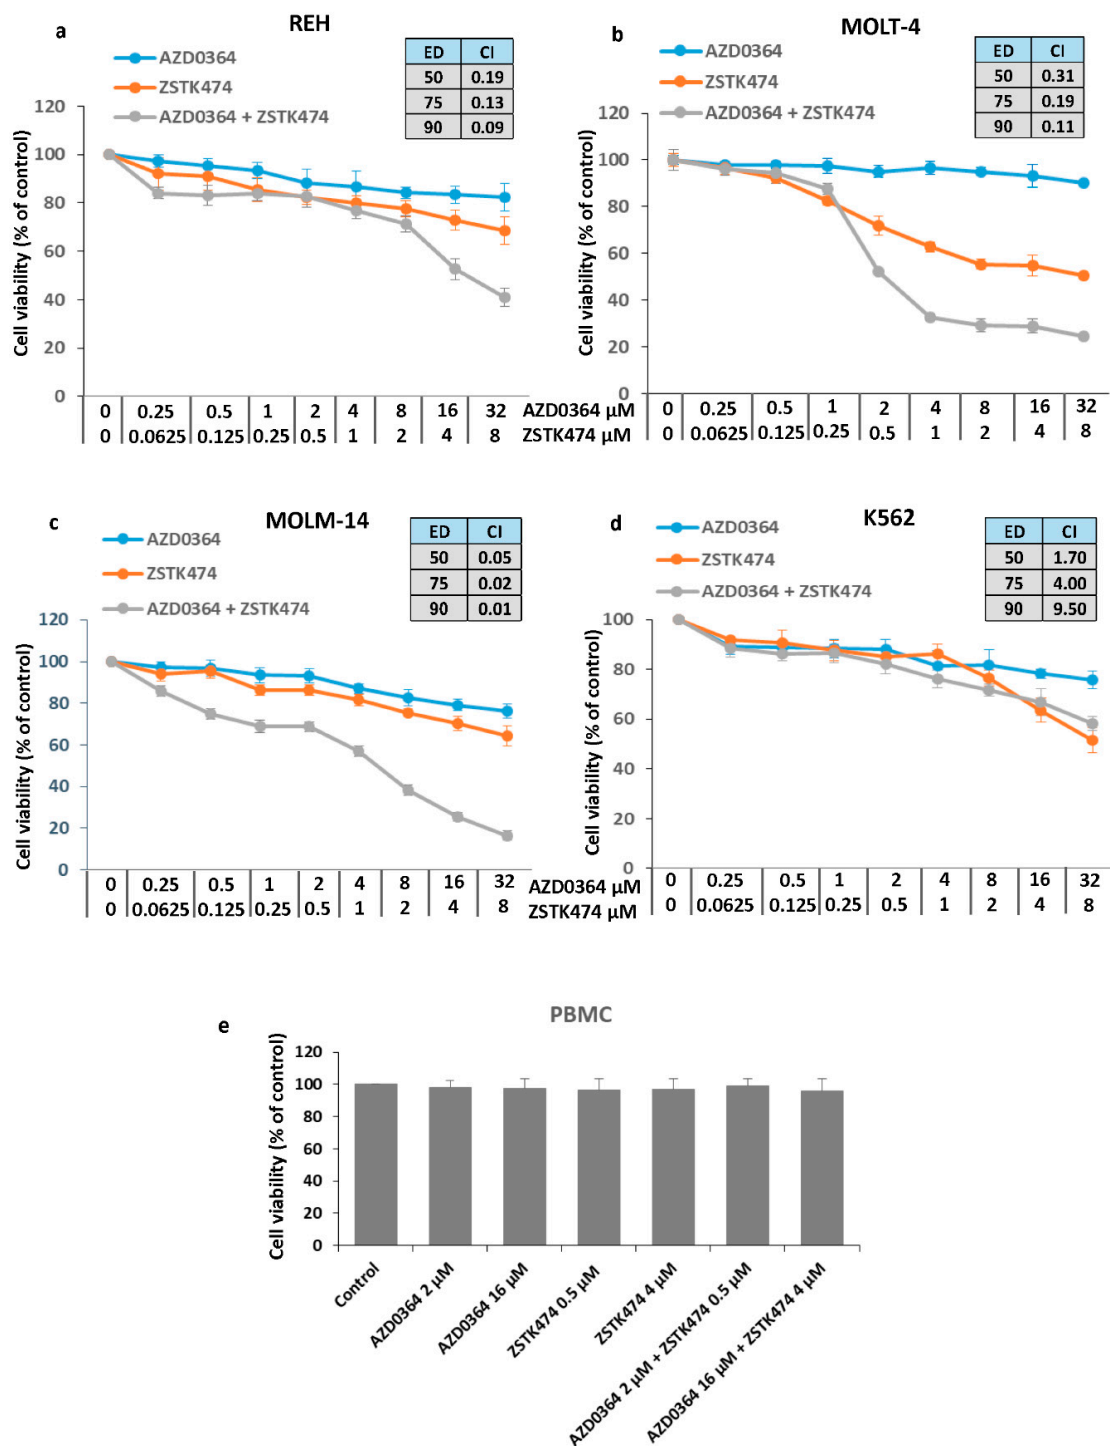 a
REH
AZD0364
ZSTK474
AZD0364 + ZSTK474
ED CI
50 0.19
75 0.13
90 0.09
Cell viability (% of control)
120
100
80
60
40
20
0
0 0.25 0.5 1 2 4 8 16 32 AZD0364 µM
0 0.0625 0.125 0.25 0.5 1 2 4 8 ZSTK474 µM
b
MOLT-4
AZD0364
ZSTK474
AZD0364 + ZSTK474
ED CI
50 0.31
75 0.19
90 0.11
Cell viability (% of control)
120
100
80
60
40
20
0
0 0.25 0.5 1 2 4 8 16 32
0 0.0625 0.125 0.25 0.5 1 2 4 8
c
MOLM-14
AZD0364
ZSTK474
AZD0364 + ZSTK474
ED CI
50 0.05
75 0.02
90 0.01
Cell viability (% of control)
120
100
80
60
40
20
0
0 0.25 0.5 1 2 4 8 16 32 AZD0364 µM
0 0.0625 0.125 0.25 0.5 1 2 4 8 ZSTK474 µM
d
K562
AZD0364
ZSTK474
AZD0364 + ZSTK474
ED CI
50 1.70
75 4.00
90 9.50
Cell viability (% of control)
100
80
60
40
20
0
0 0.25 0.5 1 2 4 8 16 32
0 0.0625 0.125 0.25 0.5 1 2 4 8
e
PBMC
Cell viability (% of control)
120
100
80
60
40
20
0
Control
AZD0364 2 µM
AZD0364 16 µM
ZSTK474 0.5 µM
ZSTK474 4 µM
AZD0364 2 µM + ZSTK474 0.5 µM
AZD0364 16 µM + ZSTK474 4 µM